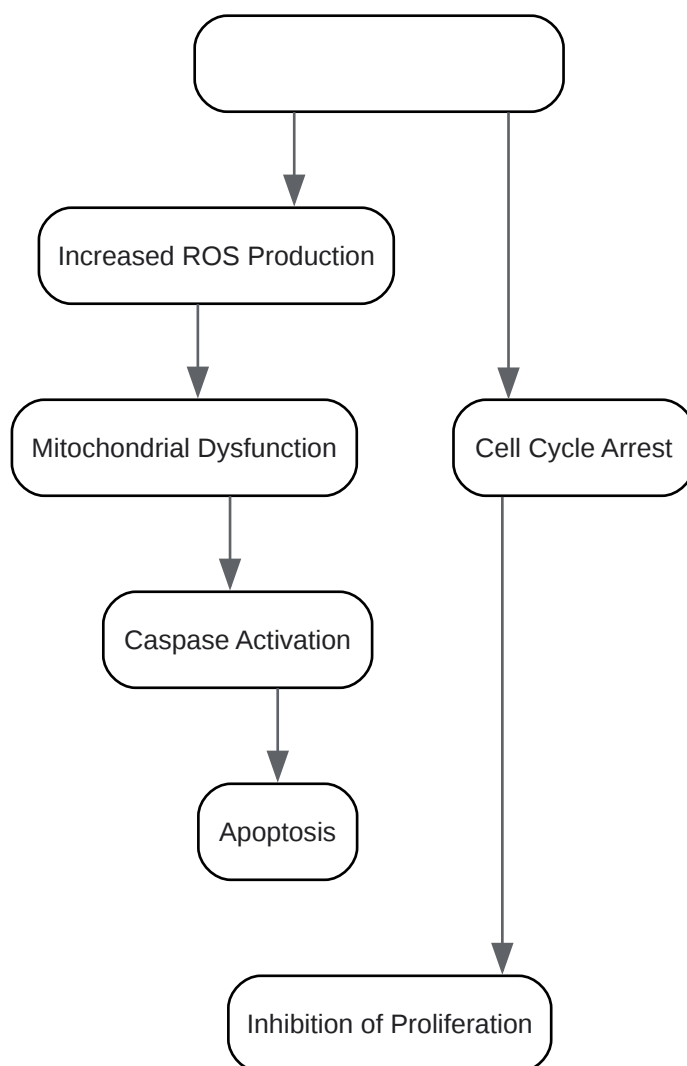 Increased ROS Production
Mitochondrial Dysfunction
Cell Cycle Arrest
Caspase Activation
Apoptosis
Inhibition of Proliferation